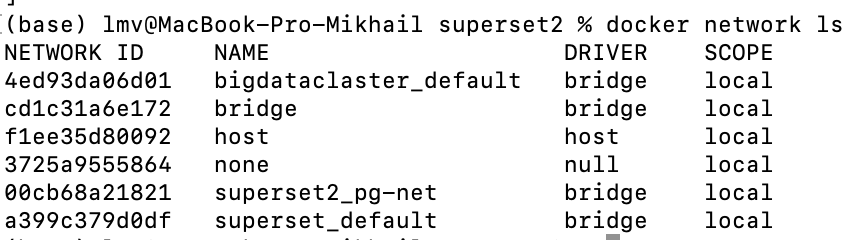 ]
(base) lmv@MacBook-Pro-Mikhail superset2 % docker network ls
NETWORK ID     NAME                     DRIVER    SCOPE
4ed93da06d01   bigdataclaster_default   bridge    local
cd1c31a6e172   bridge                   bridge    local
f1ee35d80092   host                     host      local
3725a9555864   none                     null      local
00cb68a21821   superset2_pg-net         bridge    local
a399c379d0df   superset_default         bridge    local